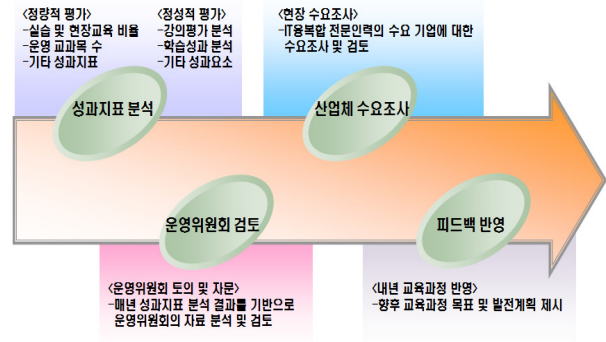 <정량적 평가>
-실습 및 현장교육 비율
-운영 교과목 수
-기타 성과지표
<정성적 평가>
-강의평가 분석
-학습성과 분석
-기타 성과요소
<현장 수요조사>
-IT융복합 전문인력의 수요 기업에 대한
수요조사 및 검토
성과지표 분석
산업체 수요조사
운영위원회 검토
피드백 반영
<운영위원회 토의 및 자문>
-매년 성과지표 분석 결과를 기반으로
운영위원회의 자료 분석 및 검토
<내년 교육과정 반영>
-향후 교육과정 목표 및 발전계획 제시